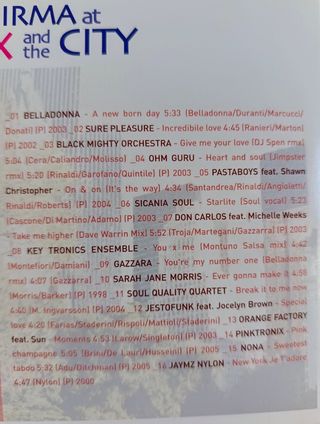 IRMA at
X and the CITY
_01 BELLADONNA - A new born day 5:33 (Belladonna/Duranti/Marcucci/
Donati) (P) 2003 _02 SURE PLEASURE - Incredibile love 4:45 (Ranieri/Marton)
(P) 2002 _03 BLACK MIGHTY ORCHESTRA - Give me your love (DJ Spen rmx)
5:04 (Cera/Caliandro/Molisso) _04 OHM GURU - Heart and soul (Jimpster
rmx) 5:20 (Rinaldi/Garofano/Quintile) (P) 2003 _05 PASTABOYS feat. Shawn
Christopher - On & on (It's the way) 4:34 (Santandrea/Rinaldi/Angioletti/
Rinaldi/Roberts) (P) 2004 _06 SICANIA SOUL - Starlite (Soul vocal) 5:23
(Cascone/Di Martino/Adamo) (P) 2003 _07 DON CARLOS feat. Michelle Weeks
- Take me higher (Dave Warrin Mix) 5:52 (Troja/Martegani/Gazzarra) (P) 2003
_08 KEY TRONICS ENSEMBLE - You x me (Montuno Salsa mix) 4:42
(Montefiori/Damiani) _09 GAZZARA - You're my number one (Belladonna
rmx) 4:07 (Gazzarra) _10 SARAH JANE MORRIS - Ever gonna make it 4:58
(Morris/Barker) (P) 1998 _11 SOUL QUALITY QUARTET - Break it to me now
4:40 (M. Ingvarsson) (P) 2004 _12 JESTOFUNK feat. Jocelyn Brown - Special
love 4:20 (Farias/Staderini/Rispoli/Mattioli/Staderini) _13 ORANGE FACTORY
feat. Sun - Moments 4:53 (Larow/Singleton) (P) 2003 _14 PINKTRONIX - Pink
champagne 5:05 (Brini/De Lauri/Husseini) (P) 2005 _15 NONA - Sweetest
taboo 5:32 (Adu/Ditchman) (P) 2005 _16 JAYMZ NYLON - New York Je T'adore
4:47 (Nylon) (P) 2000